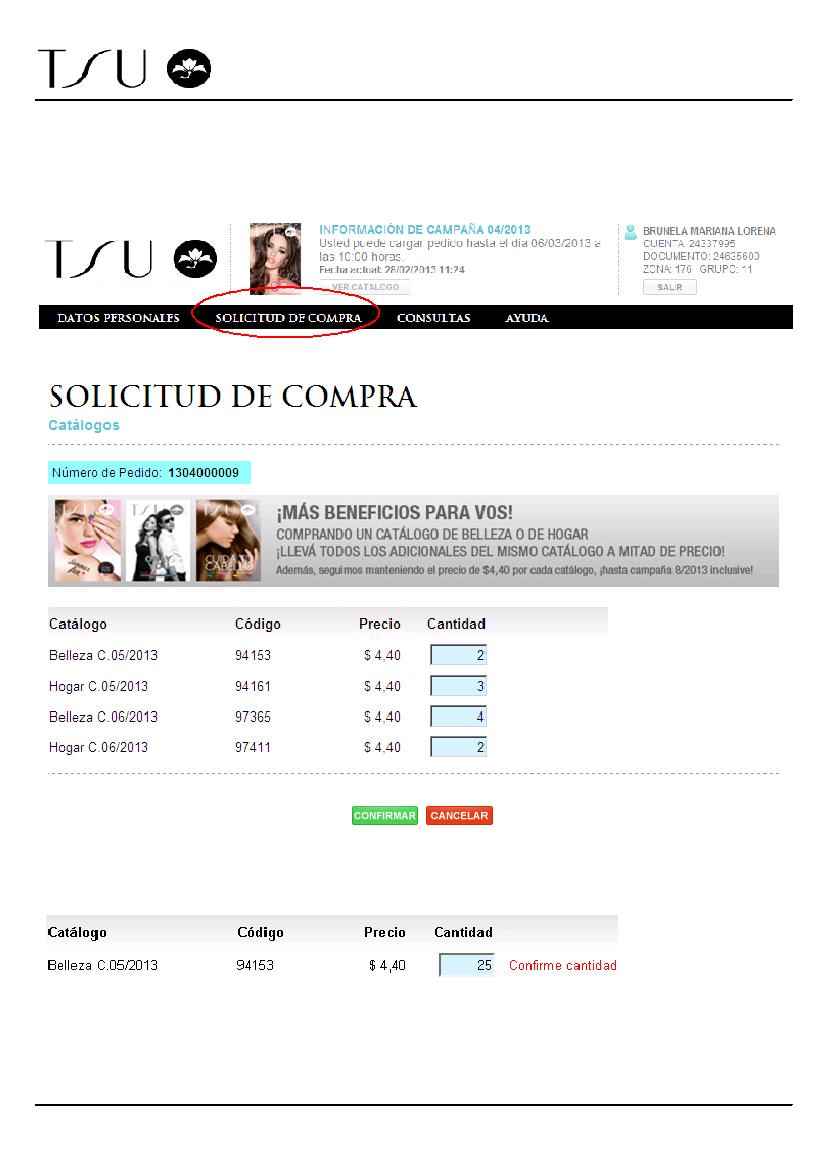 TSU
TSU
INFORMACIÓN DE CAMPAÑA 04/2013
Usted puede cargar pedido hasta el día 06/03/2013 a
las 10:00 horas.
Fecha actual: 28/02/2013 11:24
VER CATALOGO
BRUNELA MARIANA LORENA
CUENTA: 24337995
DOCUMENTO: 24635600
ZONA: 176 GRUPO: 11
SALIR
DATOS PERSONALES SOLICITUD DE COMPRA CONSULTAS AYUDA
SOLICITUD DE COMPRA
Catálogos
Número de Pedido: 1304000009
TSU TSU TSU
CUIDA TU
CABELLO
¡MÁS BENEFICIOS PARA VOS!
COMPRANDO UN CATÁLOGO DE BELLEZA O DE HOGAR
¡LLEVÁ TODOS LOS ADICIONALES DEL MISMO CATÁLOGO A MITAD DE PRECIO!
Además, seguimos manteniendo el precio de $4,40 por cada catálogo, ¡hasta campaña 8/2013 inclusive!
Catálogo Código Precio Cantidad
Belleza C.05/2013 94153 $ 4,40 2
Hogar C.05/2013 94161 $ 4,40 3
Belleza C.06/2013 97365 $ 4,40 4
Hogar C.06/2013 97411 $ 4,40 2
CONFIRMAR CANCELAR
Catálogo Código Precio Cantidad
Belleza C.05/2013 94153 $ 4,40 25 Confirme cantidad